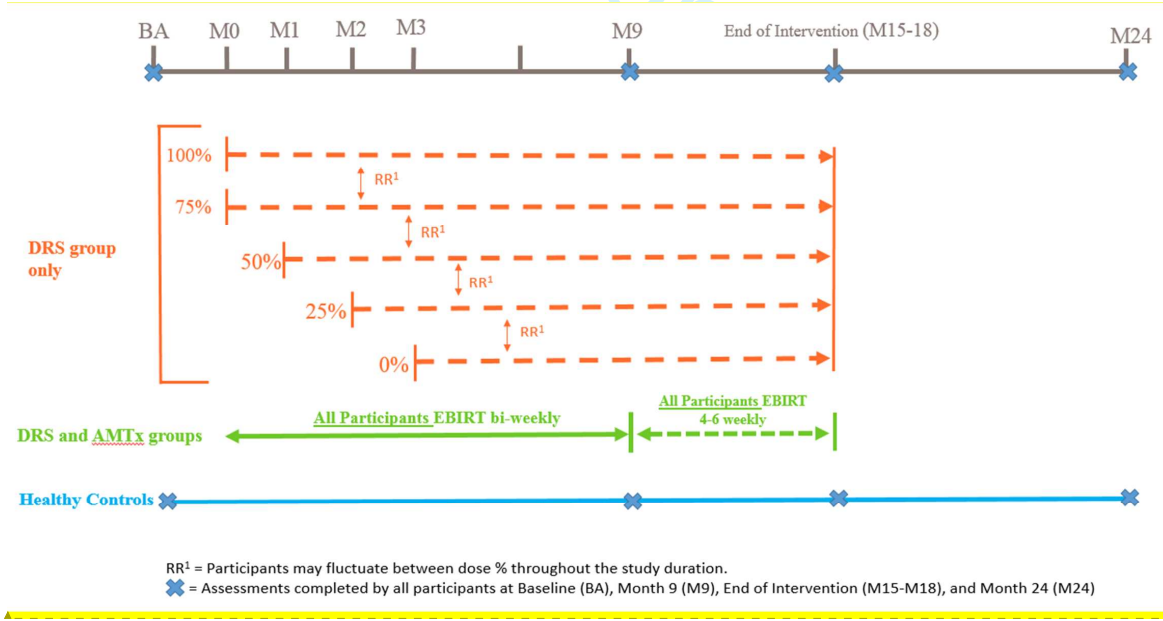 BA M0 M1 M2 M3 M9 End of Intervention (M15-18) M24
100%
RR1
75%
RR1
DRS group
only
50%
RR1
25%
RR1
0%
All Participants EBIRT bi-weekly
All Participants EBIRT
4-6 weekly
DRS and AMTx groups
Healthy Controls
RR1 = Participants may fluctuate between dose % throughout the study duration.
= Assessments completed by all participants at Baseline (BA), Month 9 (M9), End of Intervention (M15-M18), and Month 24 (M24)